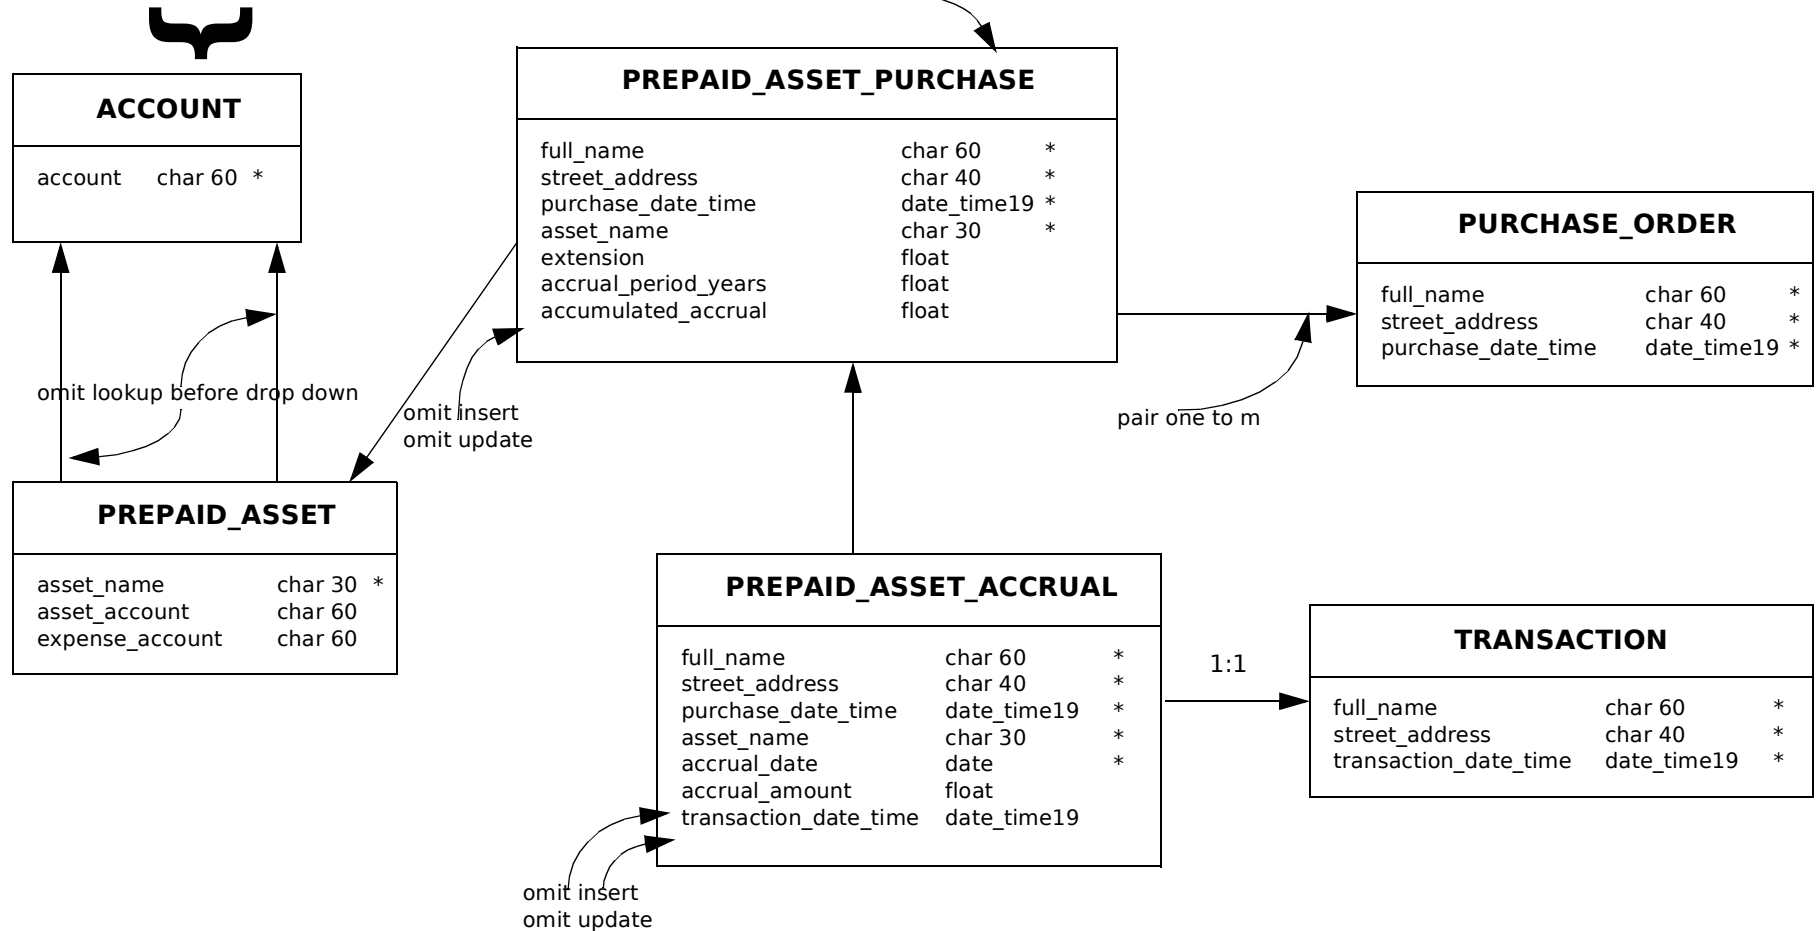 ACCOUNT
account char 60 *
PREPAID_ASSET_PURCHASE
full_name char 60 *
street_address char 40 *
purchase_date_time date_time19 *
asset_name char 30 *
extension float
accrual_period_years float
accumulated_accrual float
PURCHASE_ORDER
full_name char 60 *
street_address char 40 *
purchase_date_time date_time19 *
omit lookup before drop down
omit insert
omit update
pair one to m
PREPAID_ASSET
asset_name char 30 *
asset_account char 60
expense_account char 60
PREPAID_ASSET_ACCRUAL
full_name char 60 *
street_address char 40 *
purchase_date_time date_time19 *
asset_name char 30 *
accrual_date date *
accrual_amount float
transaction_date_time date_time19
1:1
TRANSACTION
full_name char 60 *
street_address char 40 *
transaction_date_time date_time19 *
omit insert
omit update